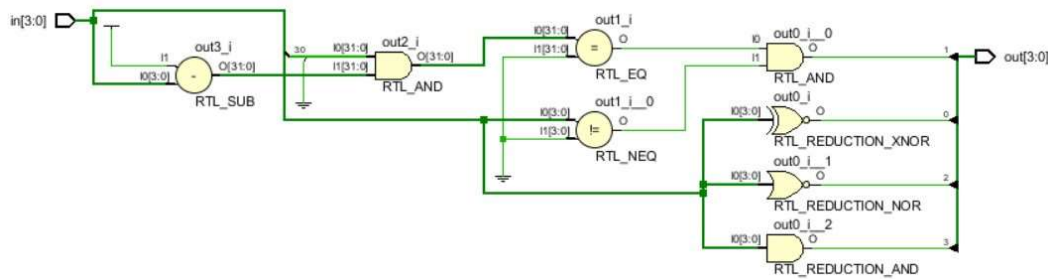 in[3:0]
out3_i
I1
I0[3:0]
-
O[31:0]
RTL_SUB
3:0
out2_i
I0[31:0]
I1[31:0]
O[31:0]
RTL_AND
out1_i
I0[31:0]
I1[31:0]
=
O
RTL_EQ
out1_i__0
I0[3:0]
I1[3:0]
!=
O
RTL_NEQ
out0_i__0
I0
I1
O
RTL_AND
out0_i
I0[3:0]
O
RTL_REDUCTION_XNOR
out0_i__1
I0[3:0]
O
RTL_REDUCTION_NOR
out0_i__2
I0[3:0]
O
RTL_REDUCTION_AND
1
0
2
3
out[3:0]